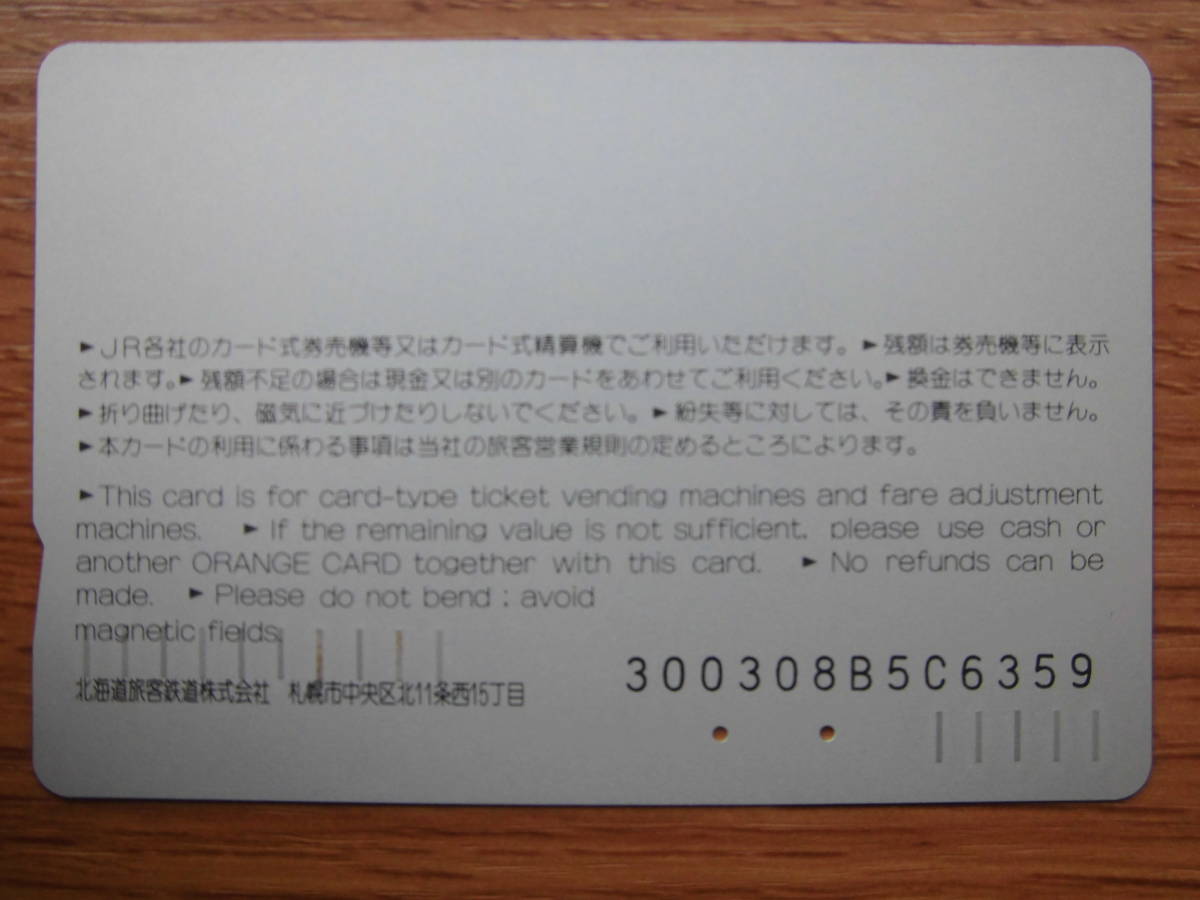 ►JR各社のカード式券売機等又はカード式精算機でご利用いただけます。►残額は券売機等に表示
されます。►残額不足の場合は現金又は別のカードをあわせてご利用ください。►換金はできません。
►折り曲げたり、磁気に近づけたりしないでください。►紛失等に対しては、その責を負いません。
►本カードの利用に係わる事項は当社の旅客営業規則の定めるところによります。
►This card is for card-type ticket vending machines and fare adjustment
machines. ►If the remaining value is not sufficient, please use cash or
another ORANGE CARD together with this card. ►No refunds can be
made. ►Please do not bend : avoid
magnetic fields.
300308B5C6359
北海道旅客鉄道株式会社 札幌市中央区北11条西15丁目